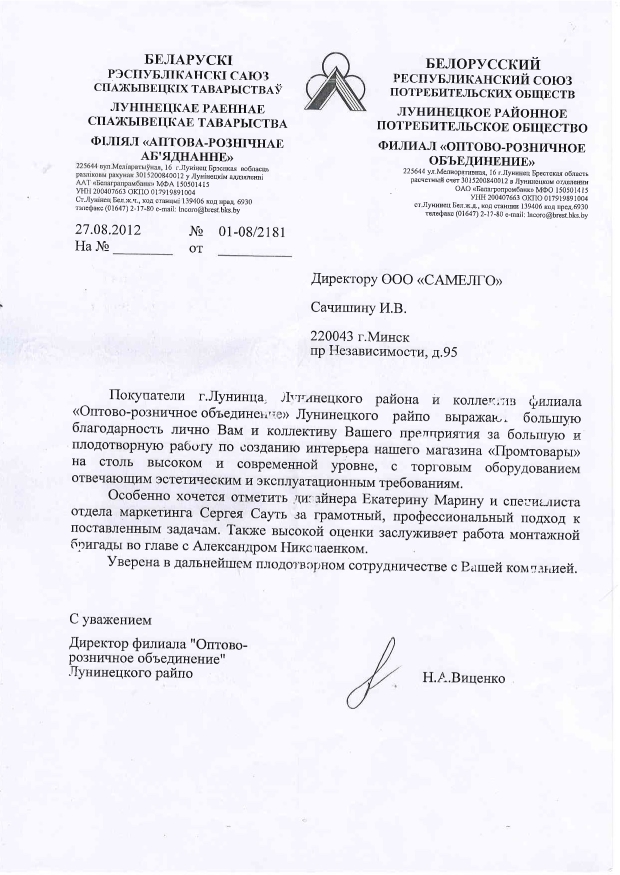 БЕЛАРУСКІ
РЭСПУБЛІКАНСКІ САЮЗ
СПАЖЫВЕЦКІХ ТАВАРЫСТВАЎ
ЛУНІНЕЦКАЕ РАЕННАЕ
СПАЖЫВЕЦКАЕ ТАВАРЫСТВА
ФІЛІЯЛ «АПТОВА-РОЗНІЧНАЕ
АБ'ЯДНАННЕ»
225644 вул.Меліяратыўная, 16 г.Лунінец Брэсцкая вобласць
разліковы рахунак 3015200840012 у Лунінецкім аддзяленні
ААТ «Белаграпрамбанк» МФА 150501415
УНН 200407663 ОКПО 017919891004
Ст.Лунінец Бел.ж.ч., код станцыі 139406 код прад.6930
тэлефакс (01647) 2-17-80 e-mail: lncoro@brest.bks.by
БЕЛОРУССКИЙ
РЕСПУБЛИКАНСКИЙ СОЮЗ
ПОТРЕБИТЕЛЬСКИХ ОБЩЕСТВ
ЛУНИНЕЦКОЕ РАЙОННОЕ
ПОТРЕБИТЕЛЬСКОЕ ОБЩЕСТВО
ФИЛИАЛ «ОПТОВО-РОЗНИЧНОЕ
ОБЪЕДИНЕНИЕ»
225644 ул.Мелиоративная, 16 г.Лунинец Брестская область
расчетный счет 3015200840012 в Лунинецком отделении
ОАО «Белагропромбанк» МФО 150501415
УНН 200407663 ОКПО 017919891004
ст.Лунинец Бел.ж.д., код станции 139406 код пред.6930
телефакс (01647) 2-17-80 e-mail: lncoro@brest.bks.by
27.08.2012 № 01-08/2181
На № _________ от __________
Директору ООО «САМЕЛГО»
Сачишину И.В.
220043 г.Минск
пр Независимости, д.95
Покупатели г.Лунинца, Лунинецкого района и коллектив филиала
«Оптово-розничное объединение» Лунинецкого райпо выражают большую
благодарность лично Вам и коллективу Вашего предприятия за большую и
плодотворную работу по созданию интерьера нашего магазина «Промтовары»
на столь высоком и современной уровне, с торговым оборудованием
отвечающим эстетическим и эксплуатационным требованиям.
Особенно хочется отметить дизайнера Екатерину Марину и специалиста
отдела маркетинга Сергея Сауть за грамотный, профессиональный подход к
поставленным задачам. Также высокой оценки заслуживает работа монтажной
бригады во главе с Александром Николаенком.
Уверена в дальнейшем плодотворном сотрудничестве с Вашей компанией.
С уважением
Директор филиала "Оптово-
розничное объединение"
Лунинецкого райпо
Н.А.Виценко